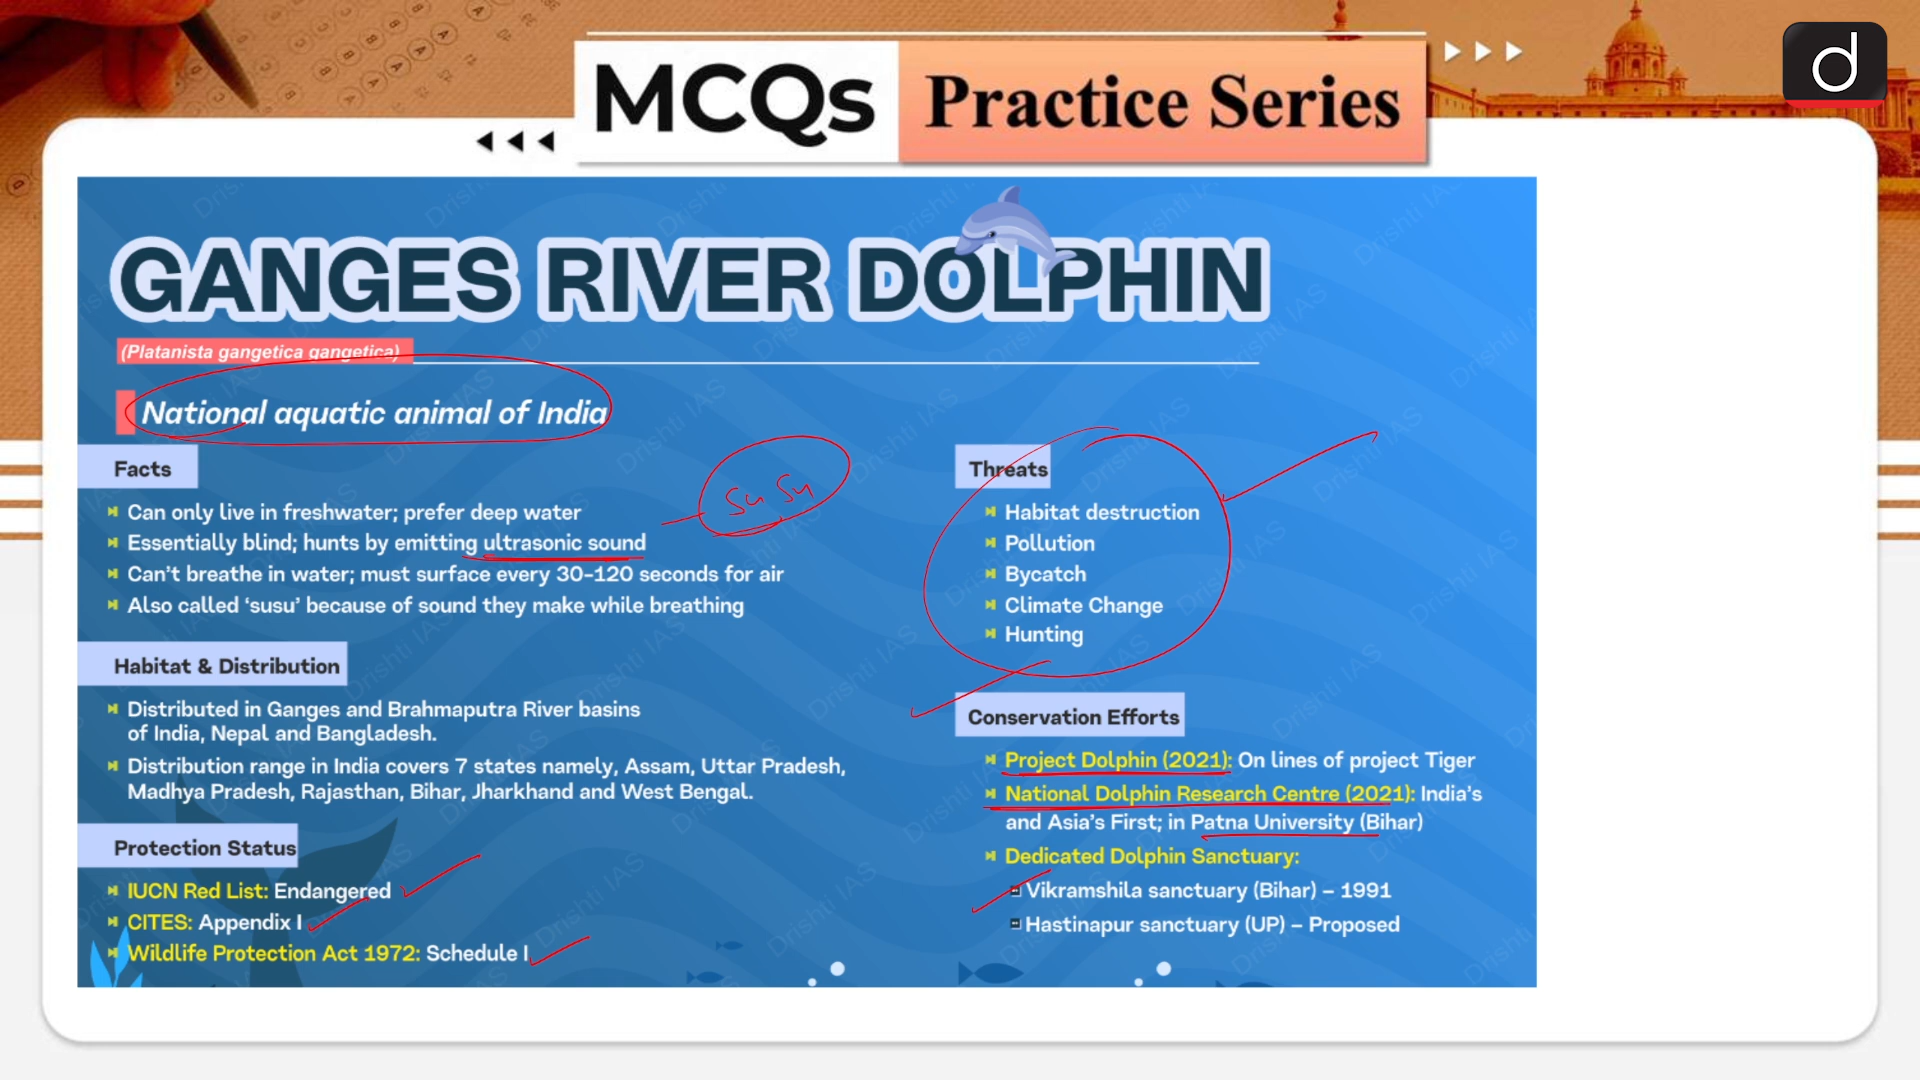 MCQs Practice Series
d
GANGES RIVER DOLPHIN
(Platanista gangetica gangetica)
National aquatic animal of India
Facts
Can only live in freshwater; prefer deep water
Essentially blind; hunts by emitting ultrasonic sound
Can't breathe in water; must surface every 30-120 seconds for air
Also called 'susu' because of sound they make while breathing
Su Su
Habitat & Distribution
Distributed in Ganges and Brahmaputra River basins
of India, Nepal and Bangladesh.
Distribution range in India covers 7 states namely, Assam, Uttar Pradesh,
Madhya Pradesh, Rajasthan, Bihar, Jharkhand and West Bengal.
Protection Status
IUCN Red List: Endangered
CITES: Appendix I
Wildlife Protection Act 1972: Schedule I
Threats
Habitat destruction
Pollution
Bycatch
Climate Change
Hunting
Conservation Efforts
Project Dolphin (2021): On lines of project Tiger
National Dolphin Research Centre (2021): India's
and Asia's First; in Patna University (Bihar)
Dedicated Dolphin Sanctuary:
Vikramshila sanctuary (Bihar) – 1991
Hastinapur sanctuary (UP) – Proposed
Drishti IAS